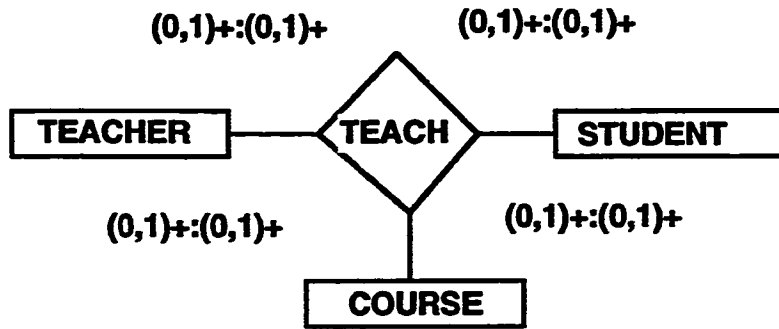 (0,1)+:(0,1)+ (0,1)+:(0,1)+
TEACHER TEACH STUDENT
(0,1)+:(0,1)+ (0,1)+:(0,1)+
COURSE